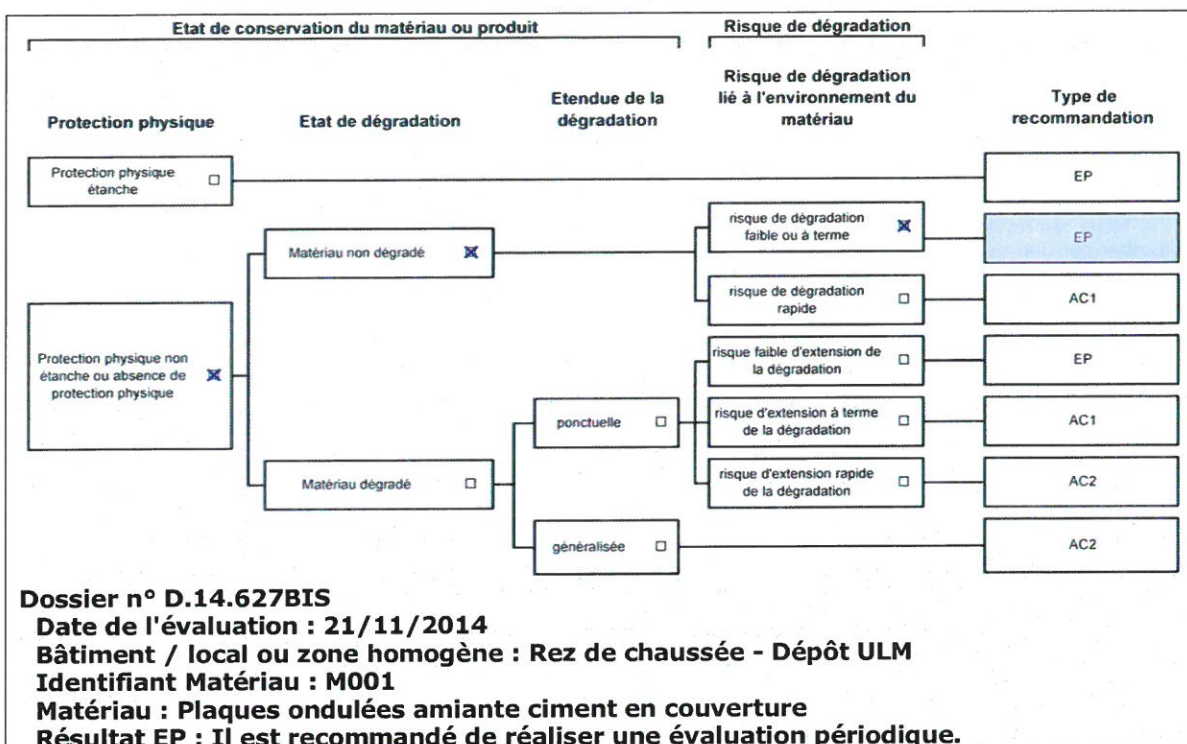 Etat de conservation du matériau ou produit
Risque de dégradation
Protection physique
Etat de dégradation
Etendue de la
dégradation
Risque de dégradation
lié à l'environnement du
matériau
Type de
recommandation
Protection physique
étanche
EP
Matériau non dégradé
risque de dégradation
faible ou à terme
EP
risque de dégradation
rapide
AC1
Protection physique non
étanche ou absence de
protection physique
risque faible d'extension de
la dégradation
EP
ponctuelle
risque d'extension à terme
de la dégradation
AC1
Matériau dégradé
risque d'extension rapide
de la dégradation
AC2
généralisée
AC2
Dossier n° D.14.627BIS
Date de l'évaluation : 21/11/2014
Bâtiment / local ou zone homogène : Rez de chaussée - Dépôt ULM
Identifiant Matériau : M001
Matériau : Plaques ondulées amiante ciment en couverture
Résultat EP : Il est recommandé de réaliser une évaluation périodique.